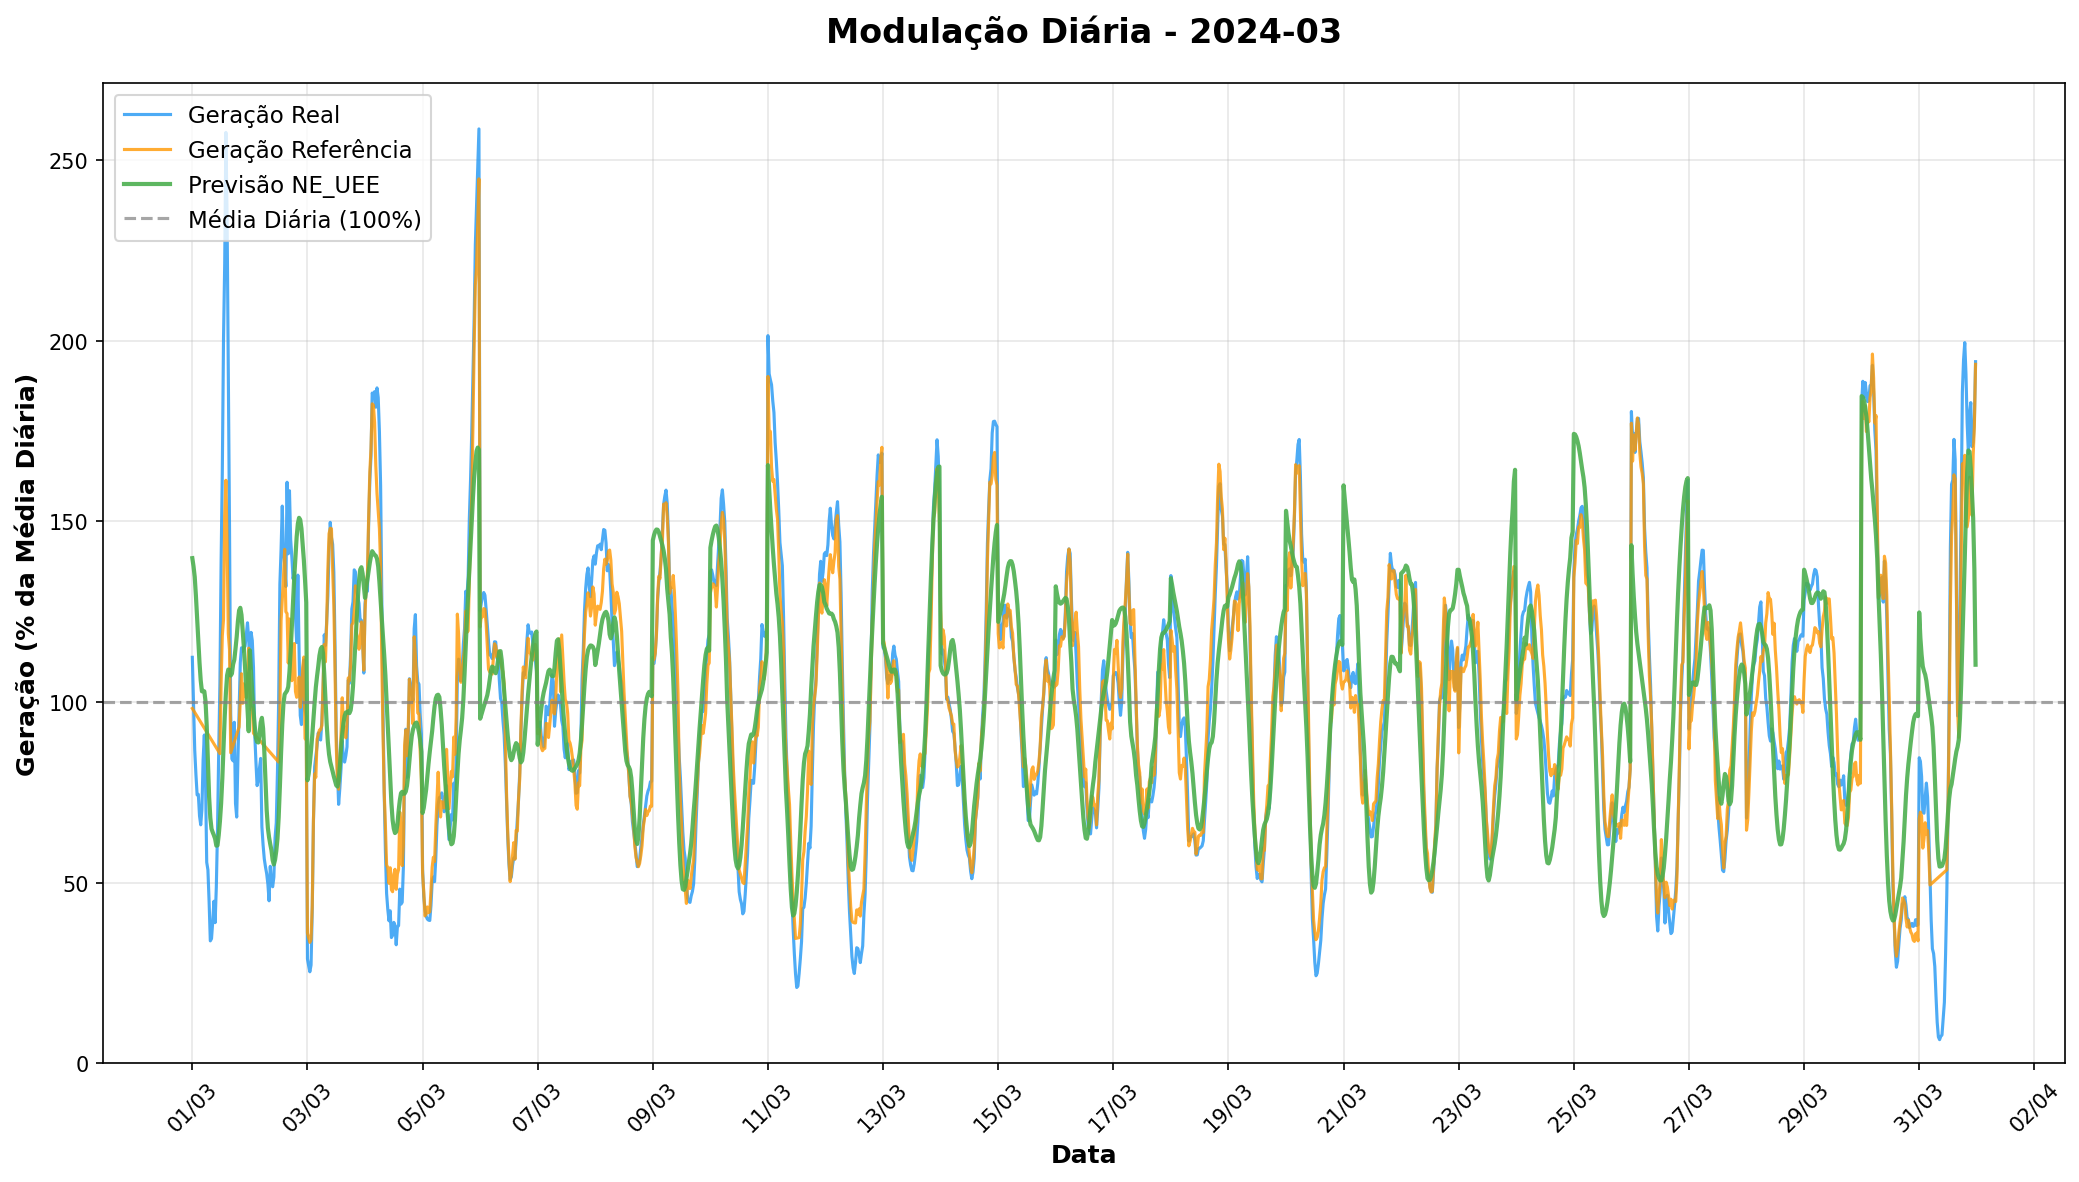 Modulação Diária - 2024-03
Geração Real
Geração Referência
Previsão NE_UEE
Média Diária (100%)
Geração (% da Média Diária)
250
200
150
100
50
0
01/03 03/03 05/03 07/03 09/03 11/03 13/03 15/03 17/03 19/03 21/03 23/03 25/03 27/03 29/03 31/03 02/04
Data